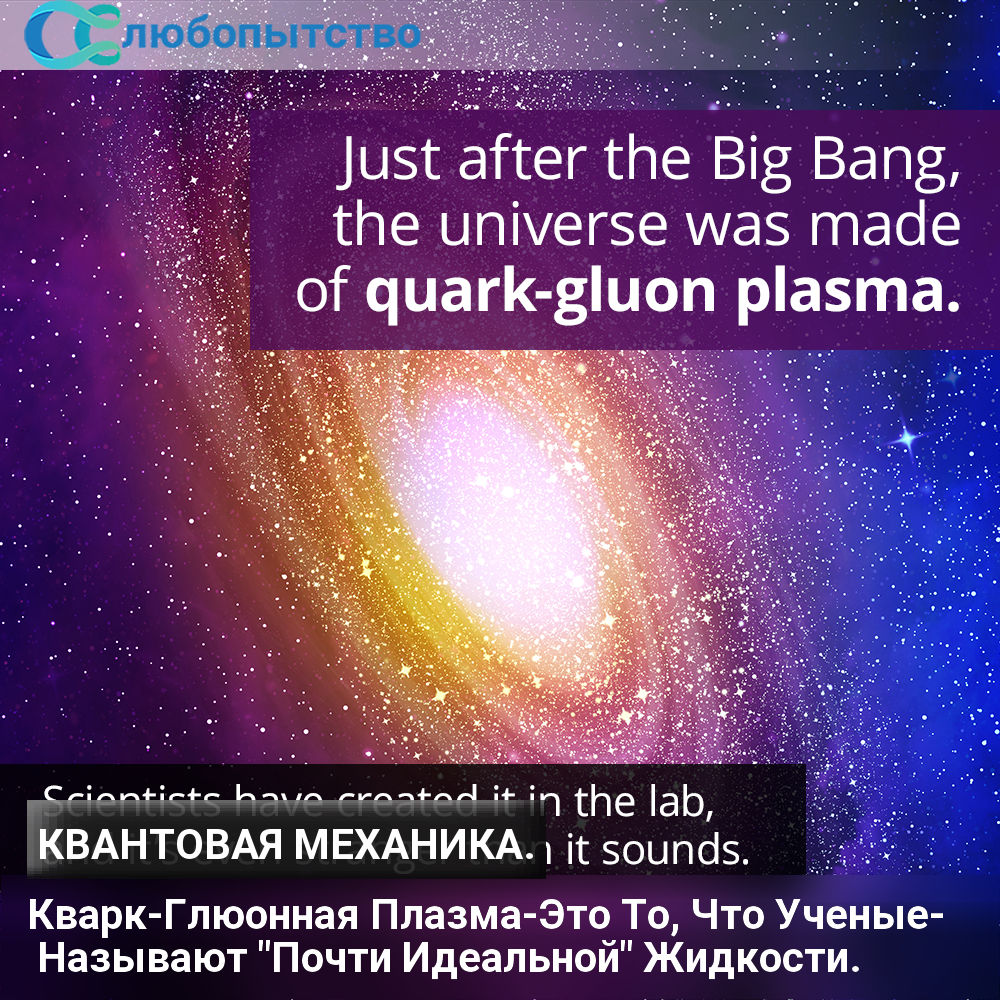 любопытство
Just after the Big Bang,
the universe was made
of quark-gluon plasma.
Scientists have created it in the lab,
it sounds.
КВАНТОВАЯ МЕХАНИКА.
Кварк-Глюонная Плазма-Это То, Что Ученые-
Называют "Почти Идеальной" Жидкости.